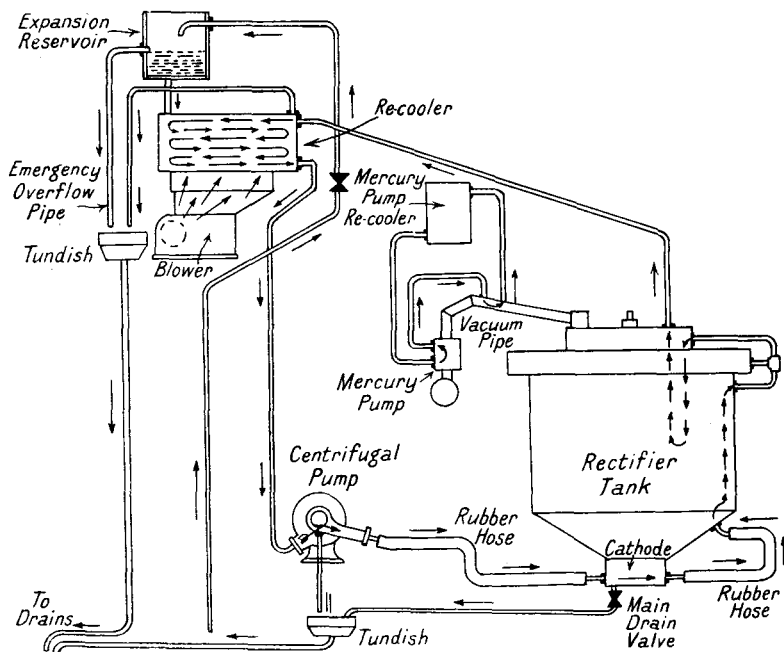 Expansion
Reservoir
Re-cooler
Emergency
Overflow
Pipe
Mercury
Pump
Re-cooler
Tundish
Blower
Vacuum
Pipe
Mercury
Pump
Centrifugal
Pump
Rectifier
Tank
Rubber
Hose
Cathode
To
Drains
Tundish
Main
Drain
Valve
Rubber
Hose